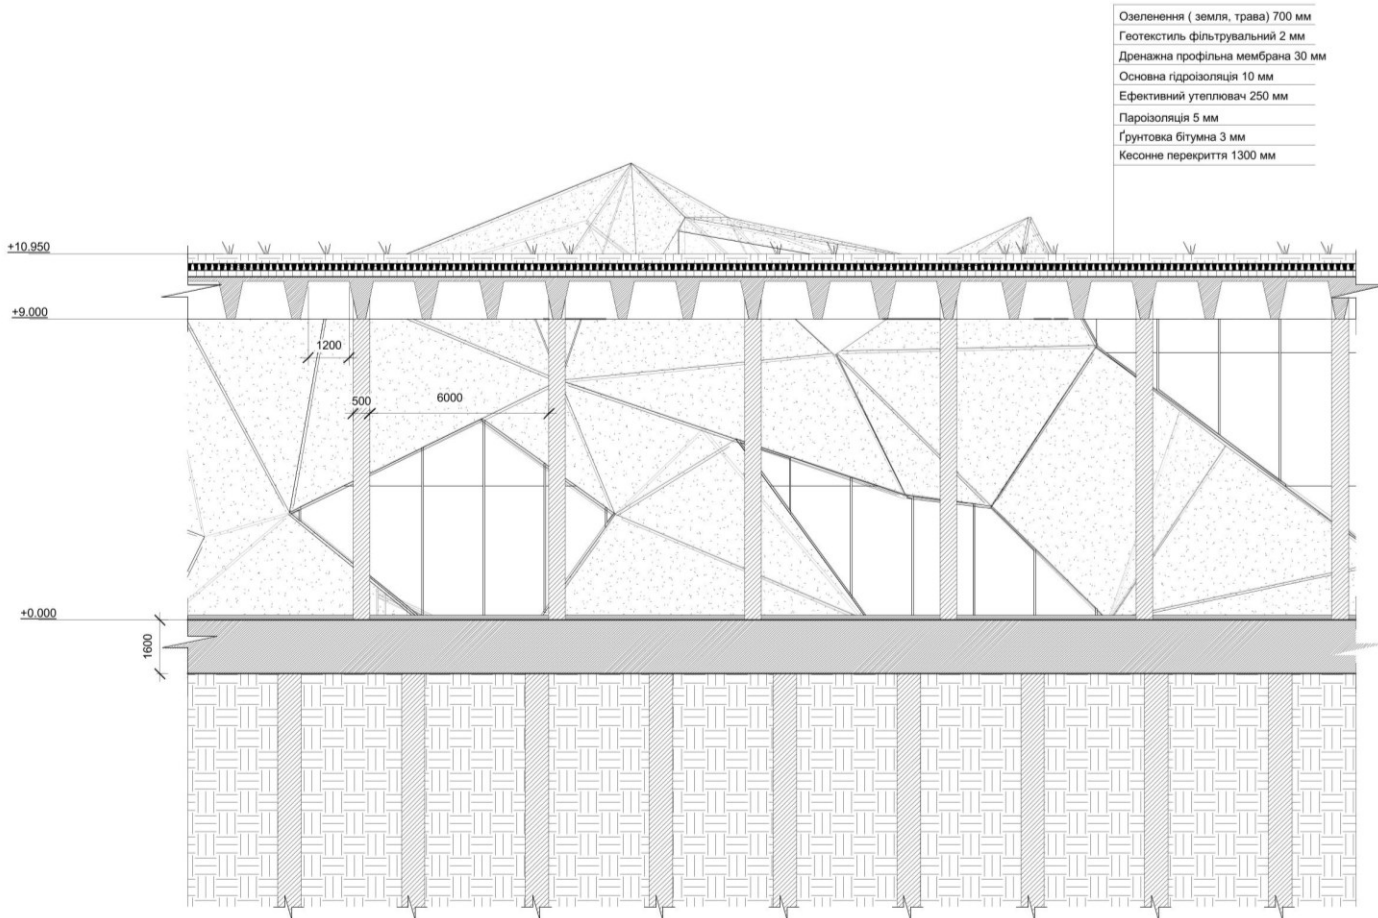 Озеленення ( земля, трава) 700 мм
Геотекстиль фільтрувальний 2 мм
Дренажна профільна мембрана 30 мм
Основна гідроізоляція 10 мм
Ефективний утеплювач 250 мм
Пароізоляція 5 мм
Ґрунтовка бітумна 3 мм
Кесонне перекриття 1300 мм
+10.950
+9.000
1200
500
6000
+0.000
1600